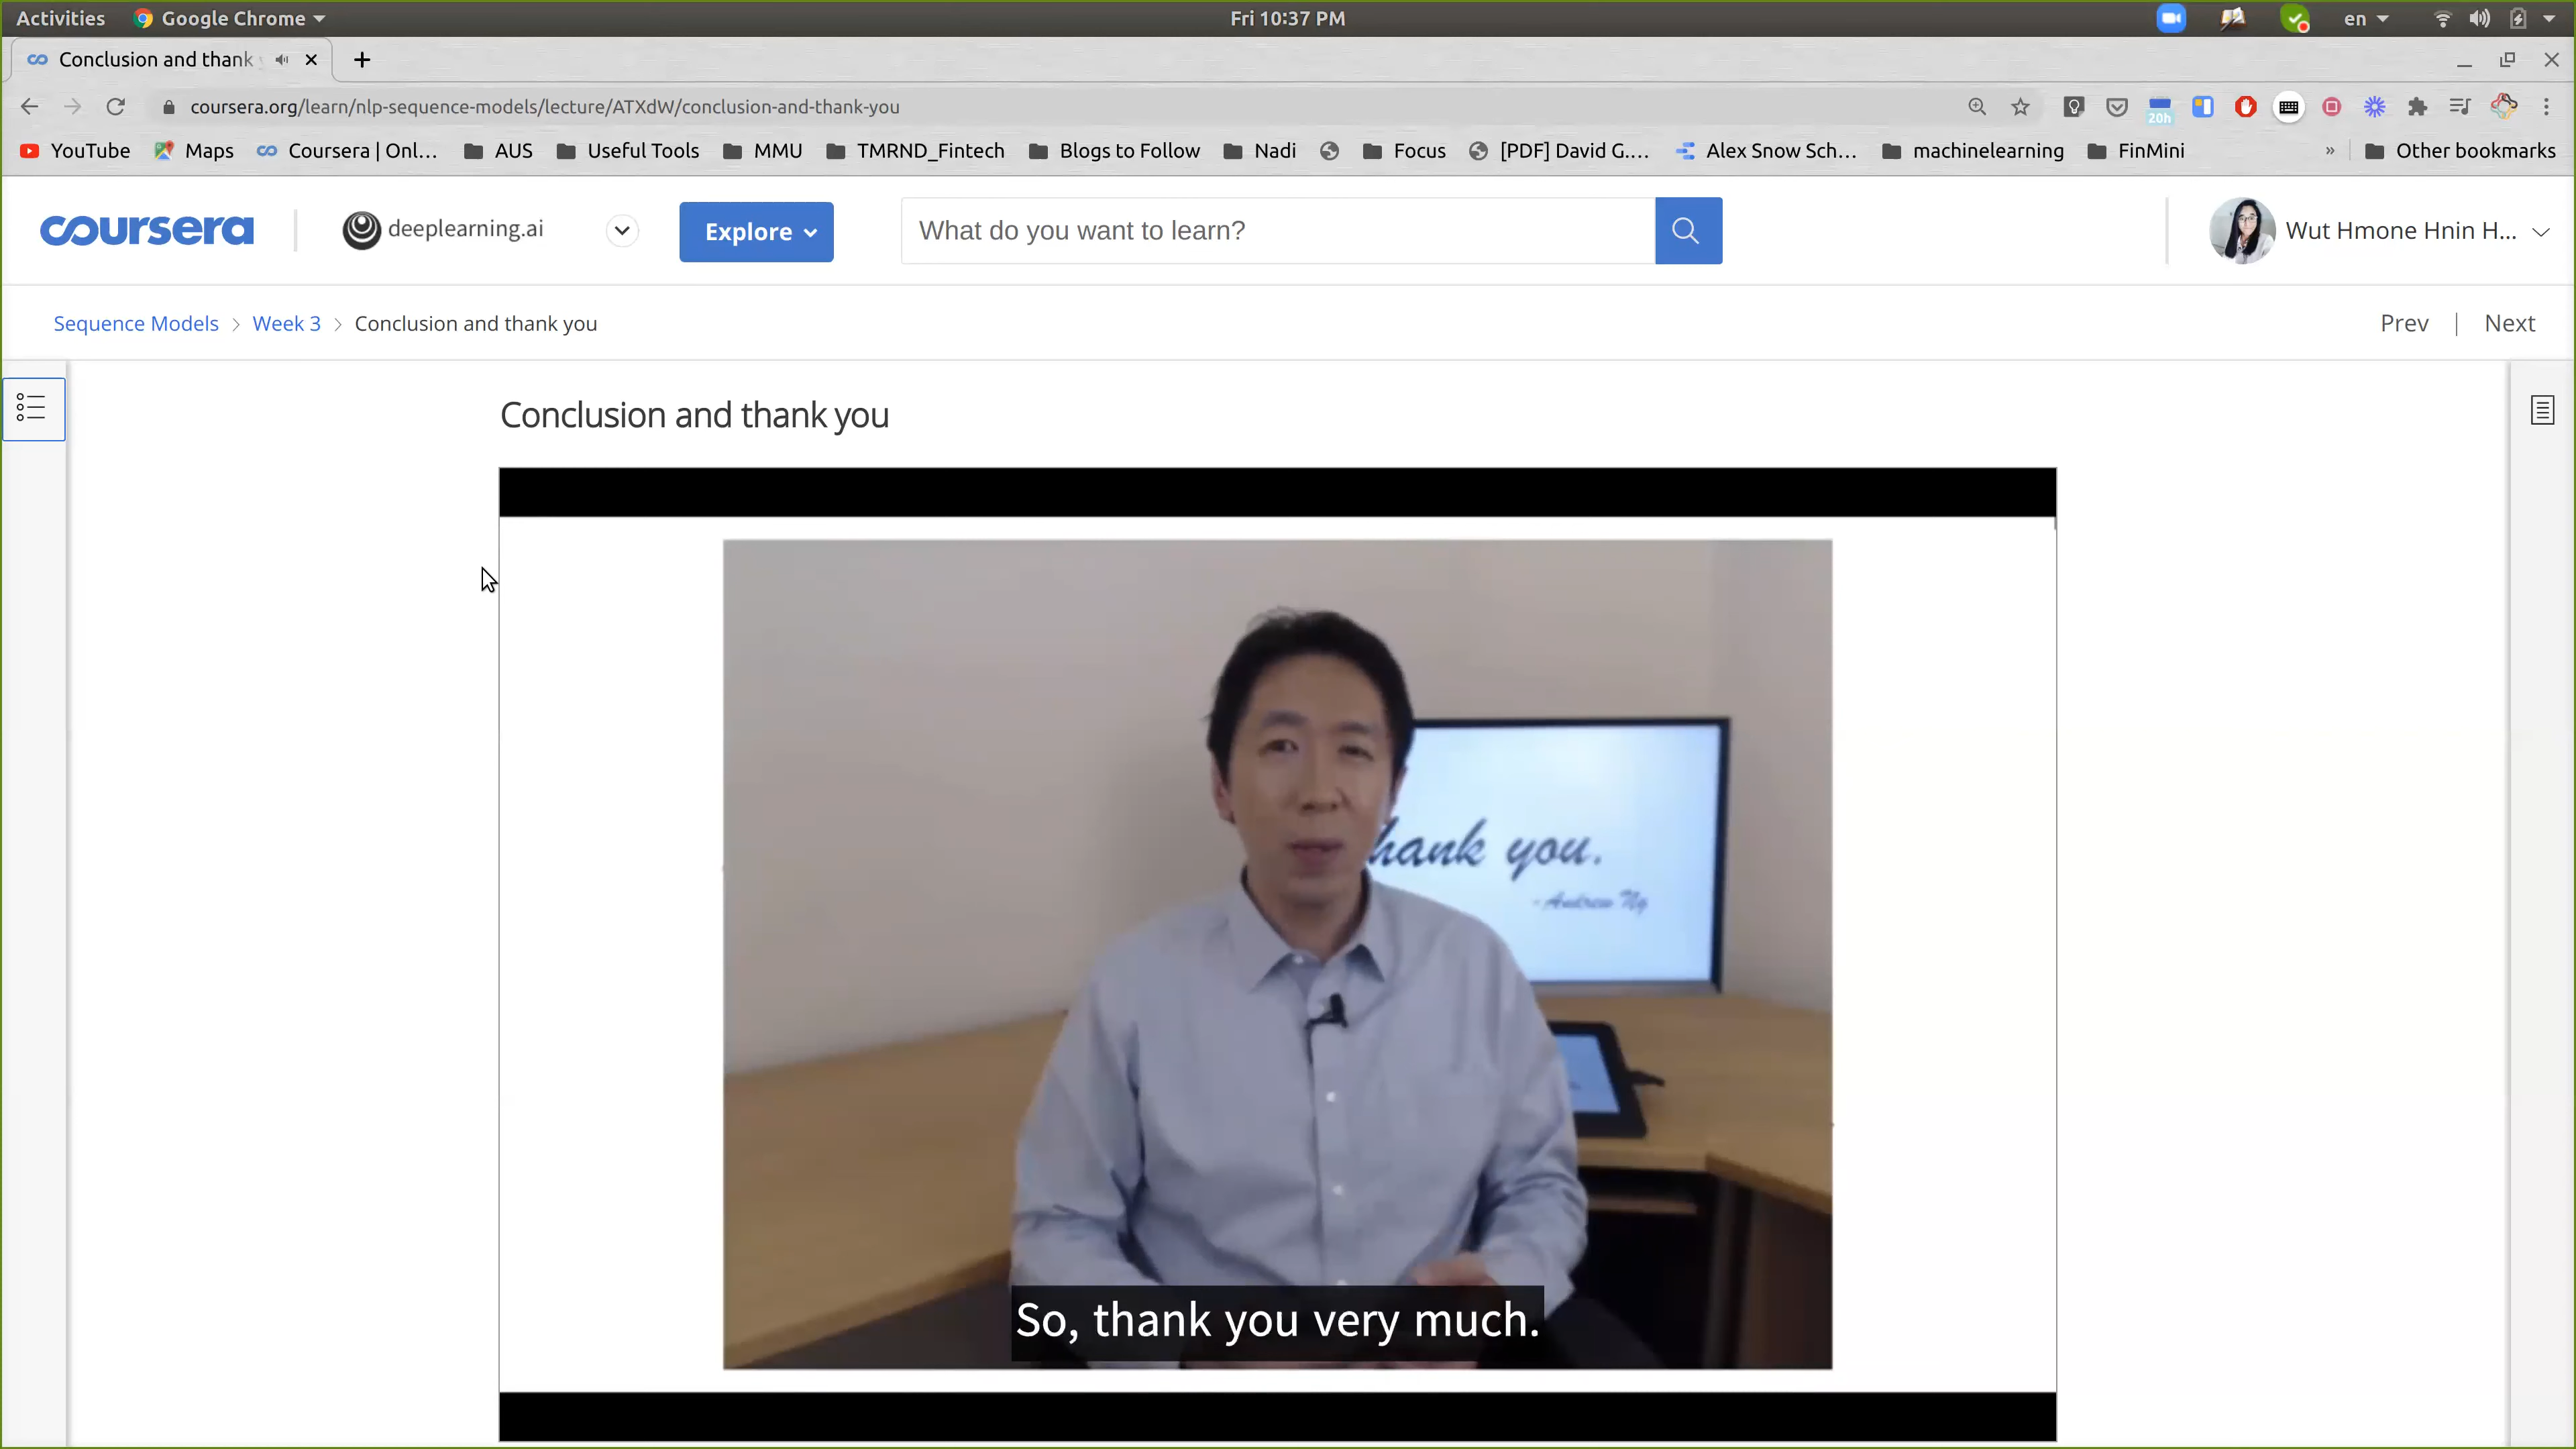 Activities Google Chrome Fri 10:37 PM en
Conclusion and thank
coursera.org/learn/nlp-sequence-models/lecture/ATXdW/conclusion-and-thank-you 20h
YouTube Maps Coursera | Onl... AUS Useful Tools MMU TMRND_Fintech Blogs to Follow Nadi Focus [PDF] David G.... Alex Snow Sch... machinelearning FinMini » Other bookmarks
coursera deeplearning.ai Explore What do you want to learn? Wut Hmone Hnin H...
Sequence Models > Week 3 > Conclusion and thank you Prev | Next
Conclusion and thank you
hank you.
- Andrew Ng
So, thank you very much.